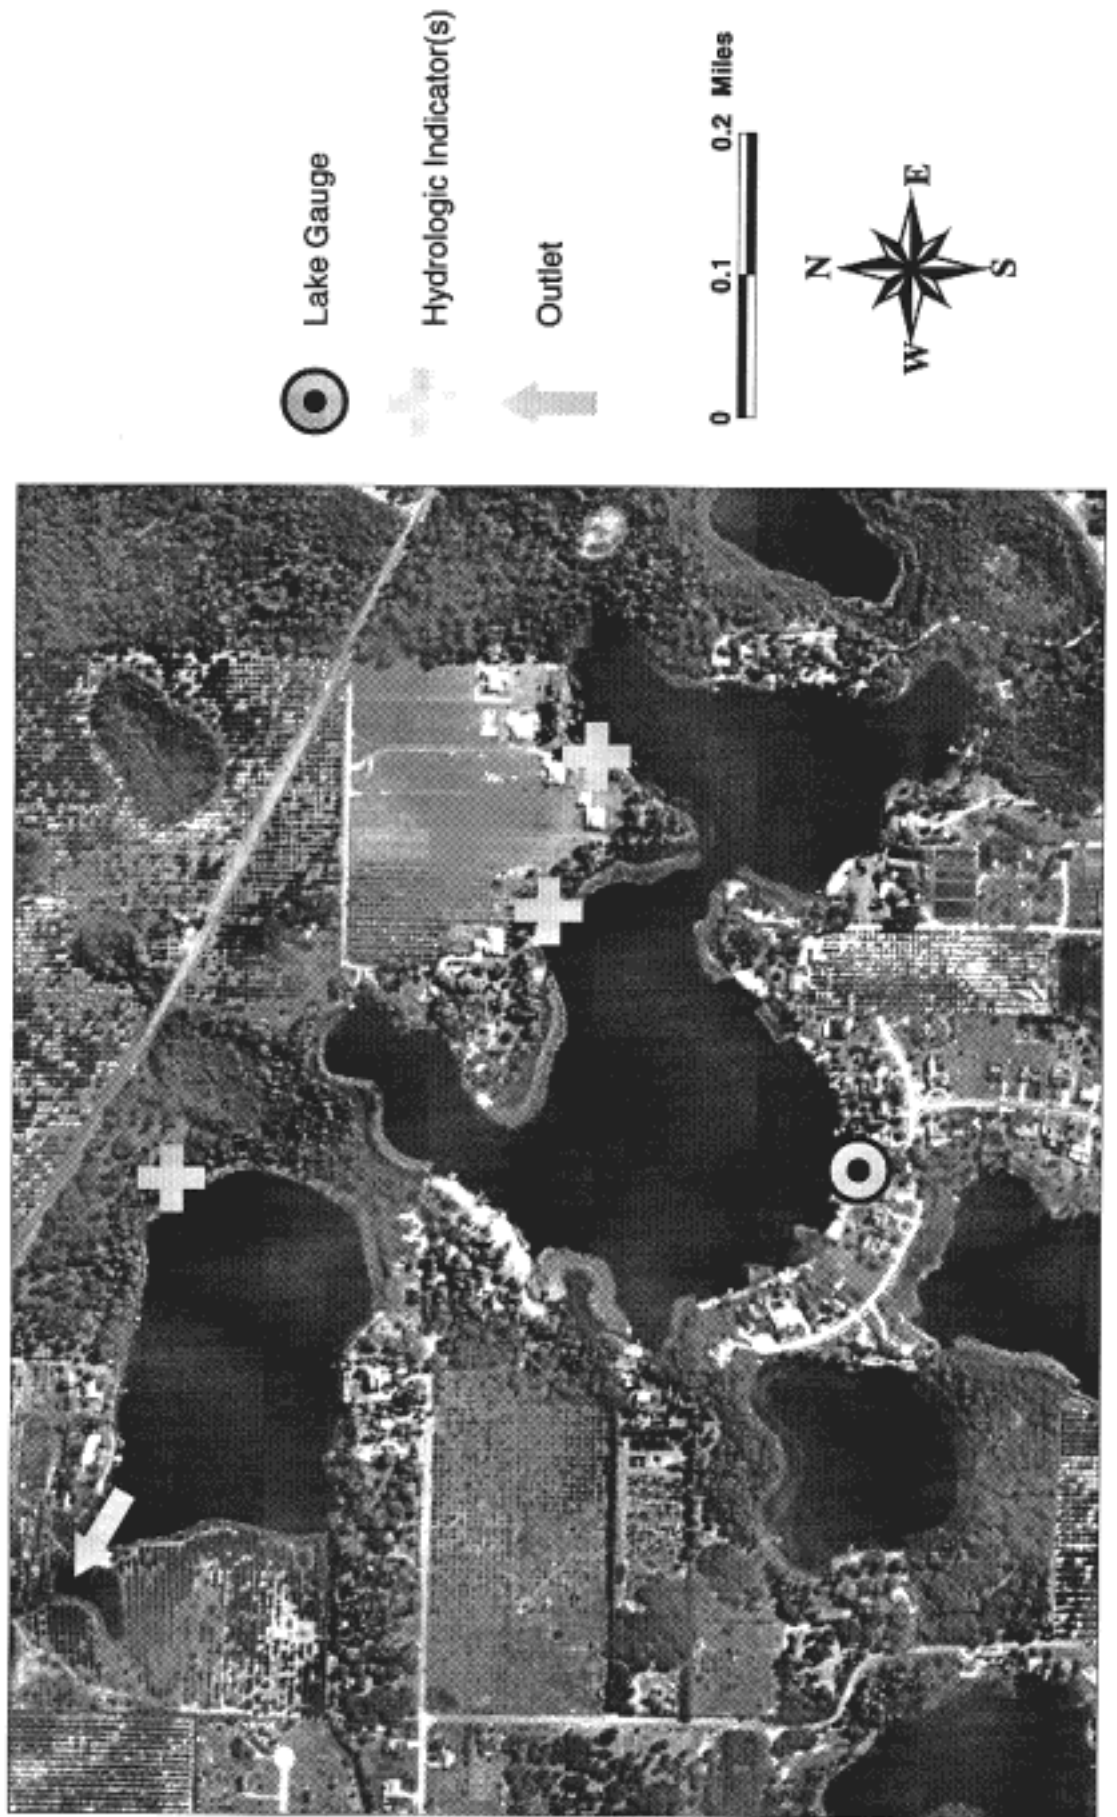 Lake Gauge
Hydrologic Indicator(s)
Outlet
0 0.1 0.2 Miles
N
W E
S